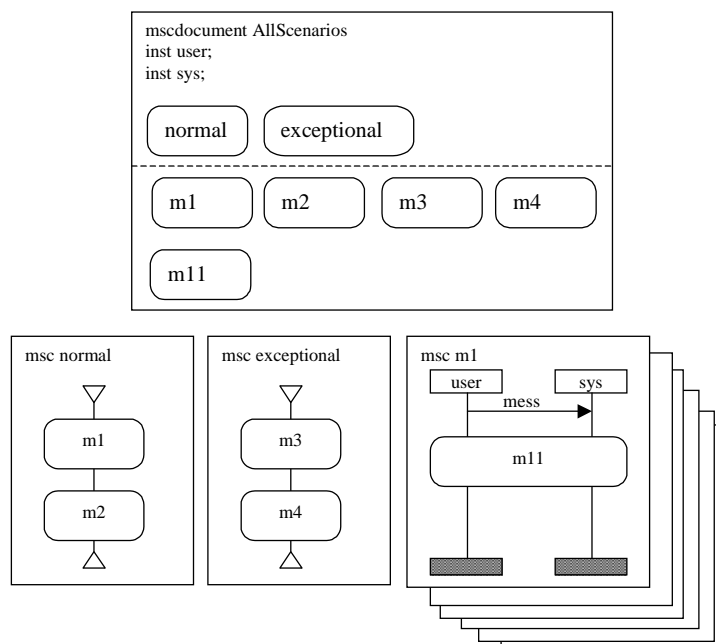 mscdocument AllScenarios
inst user;
inst sys;
normal exceptional
m1 m2 m3 m4
m11
msc normal
m1
m2
msc exceptional
m3
m4
msc m1
user sys
mess
m11